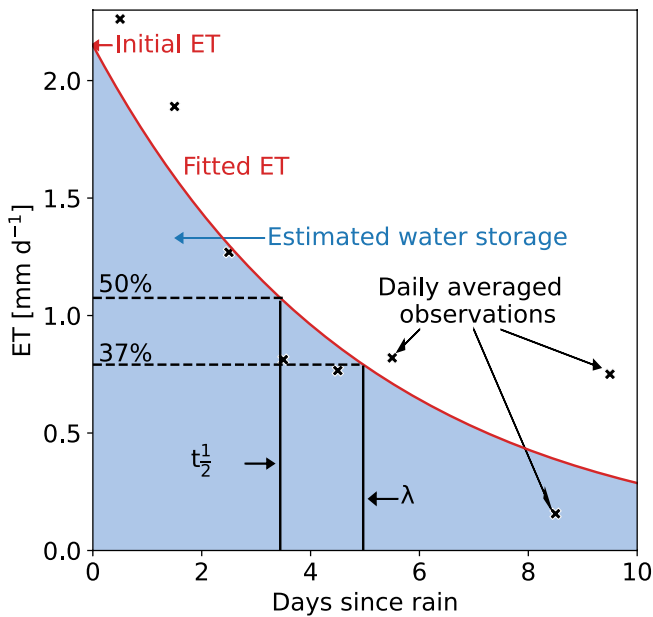 Initial ET
2.0
Fitted ET
1.5
Estimated water storage
50%
Daily averaged
observations
ET [mm d⁻¹]
1.0
37%
0.5
t½
λ
0.0
0 2 4 6 8 10
Days since rain